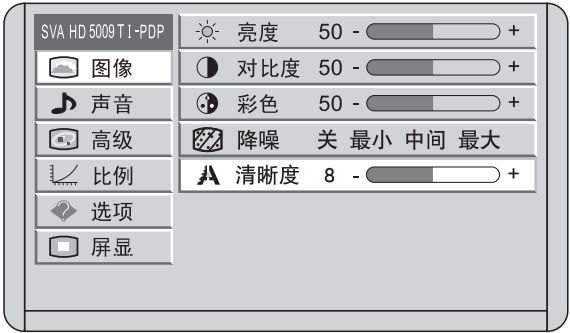 SVA HD 5009 TI-PDP
图像
声音
高级
比例
选项
屏显
亮度 50 - +
对比度 50 - +
彩色 50 - +
降噪 关 最小 中间 最大
清晰度 8 - +